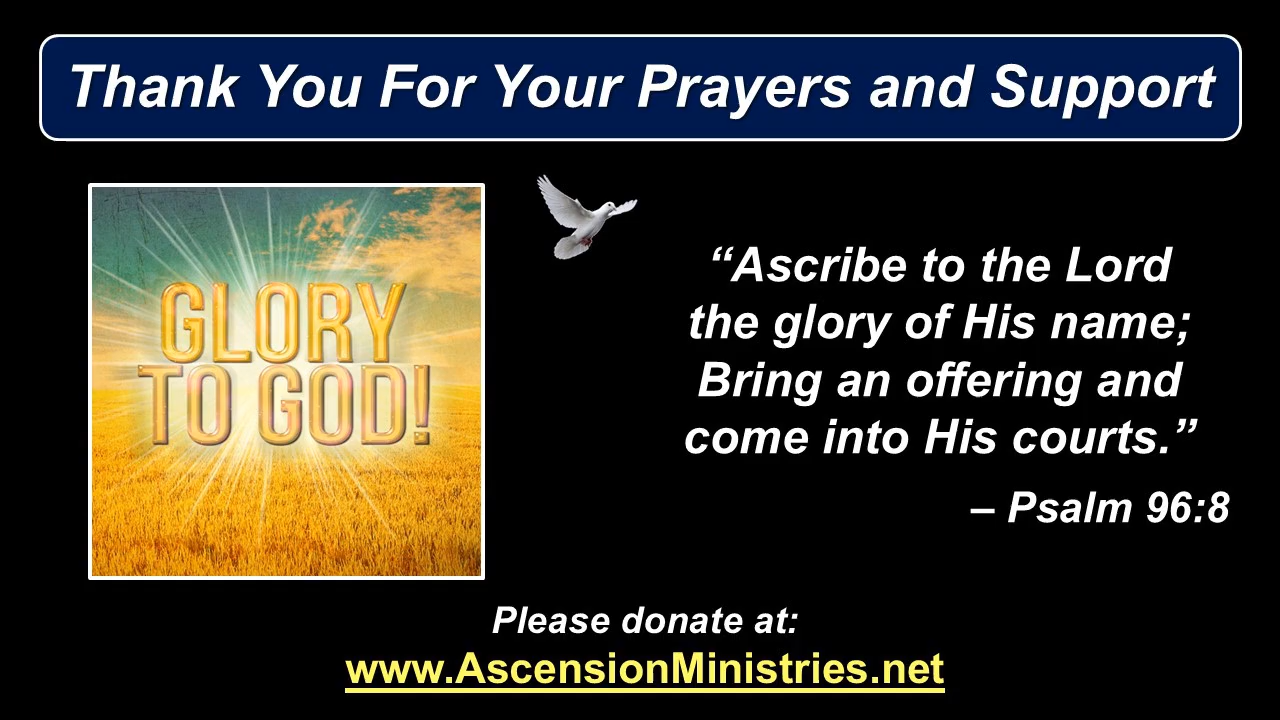 Thank You For Your Prayers and Support
GLORY
TO GOD!
“Ascribe to the Lord
the glory of His name;
Bring an offering and
come into His courts.”
– Psalm 96:8
Please donate at:
www.AscensionMinistries.net